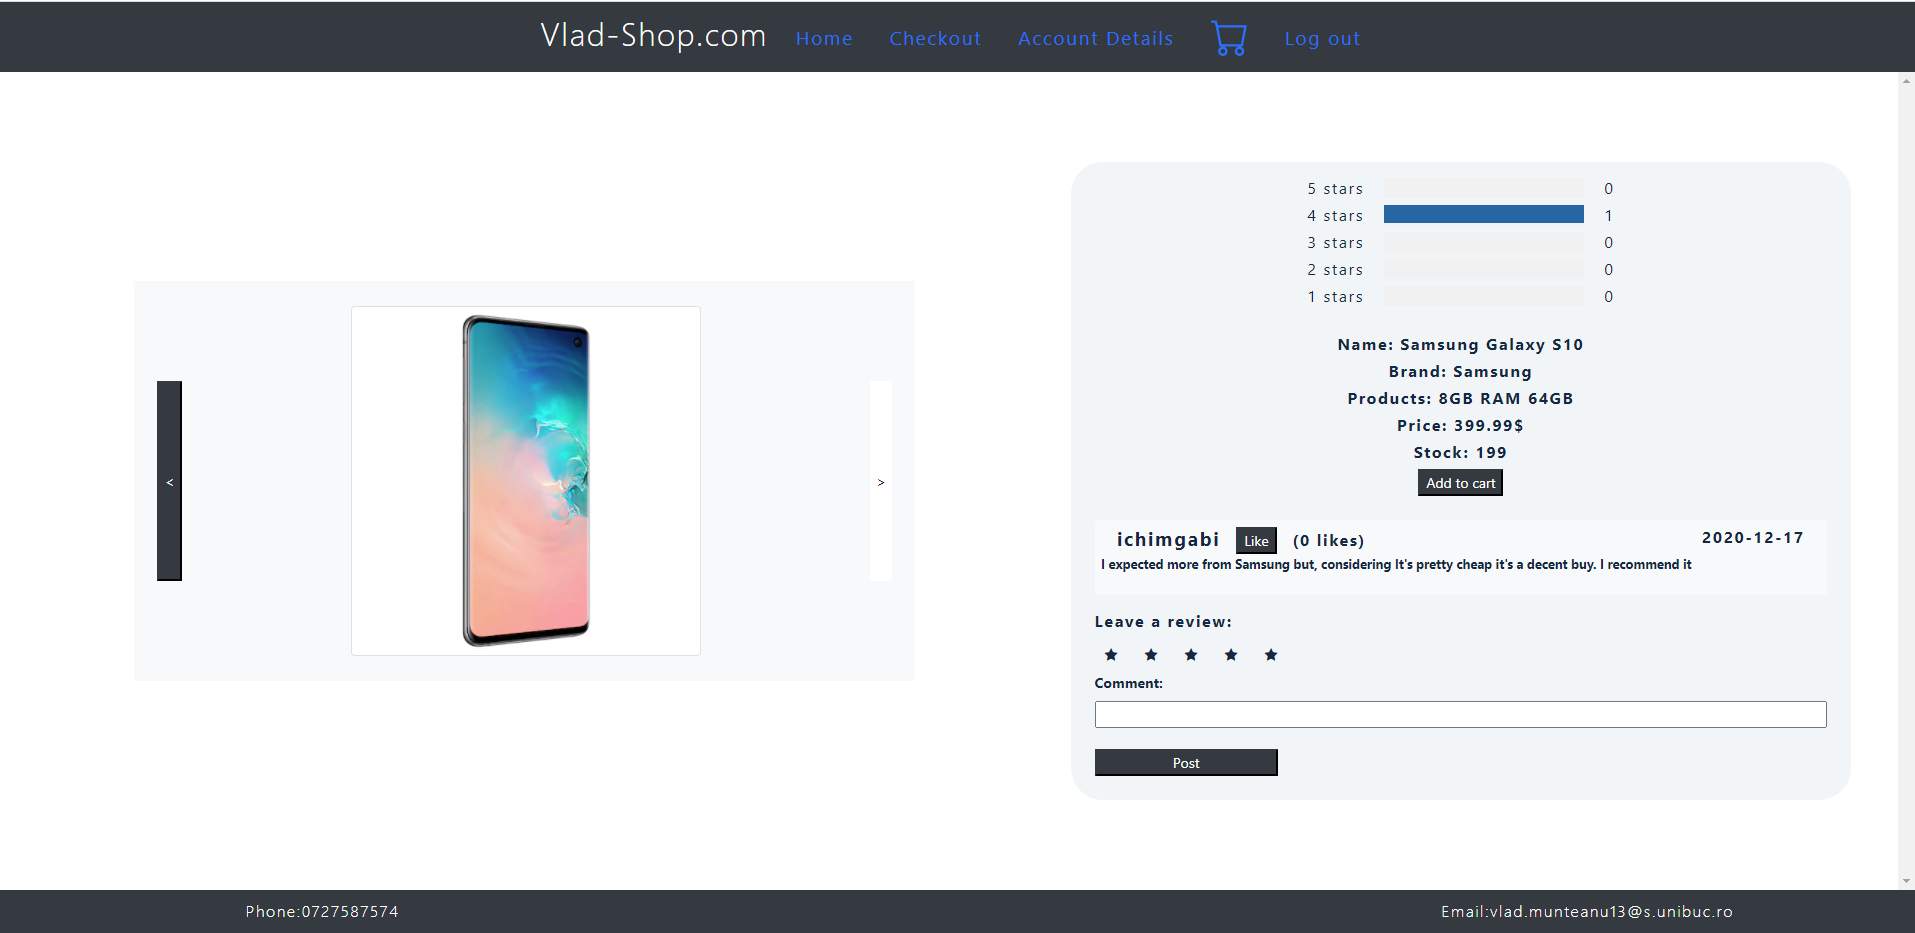 Vlad-Shop.com Home Checkout Account Details Log out
<
>
5 stars 0
4 stars 1
3 stars 0
2 stars 0
1 stars 0
Name: Samsung Galaxy S10
Brand: Samsung
Products: 8GB RAM 64GB
Price: 399.99$
Stock: 199
Add to cart
ichimgabi Like (0 likes) 2020-12-17
I expected more from Samsung but, considering It's pretty cheap it's a decent buy. I recommend it
Leave a review:
Comment:
Post
Phone:0727587574 Email:vlad.munteanu13@s.unibuc.ro